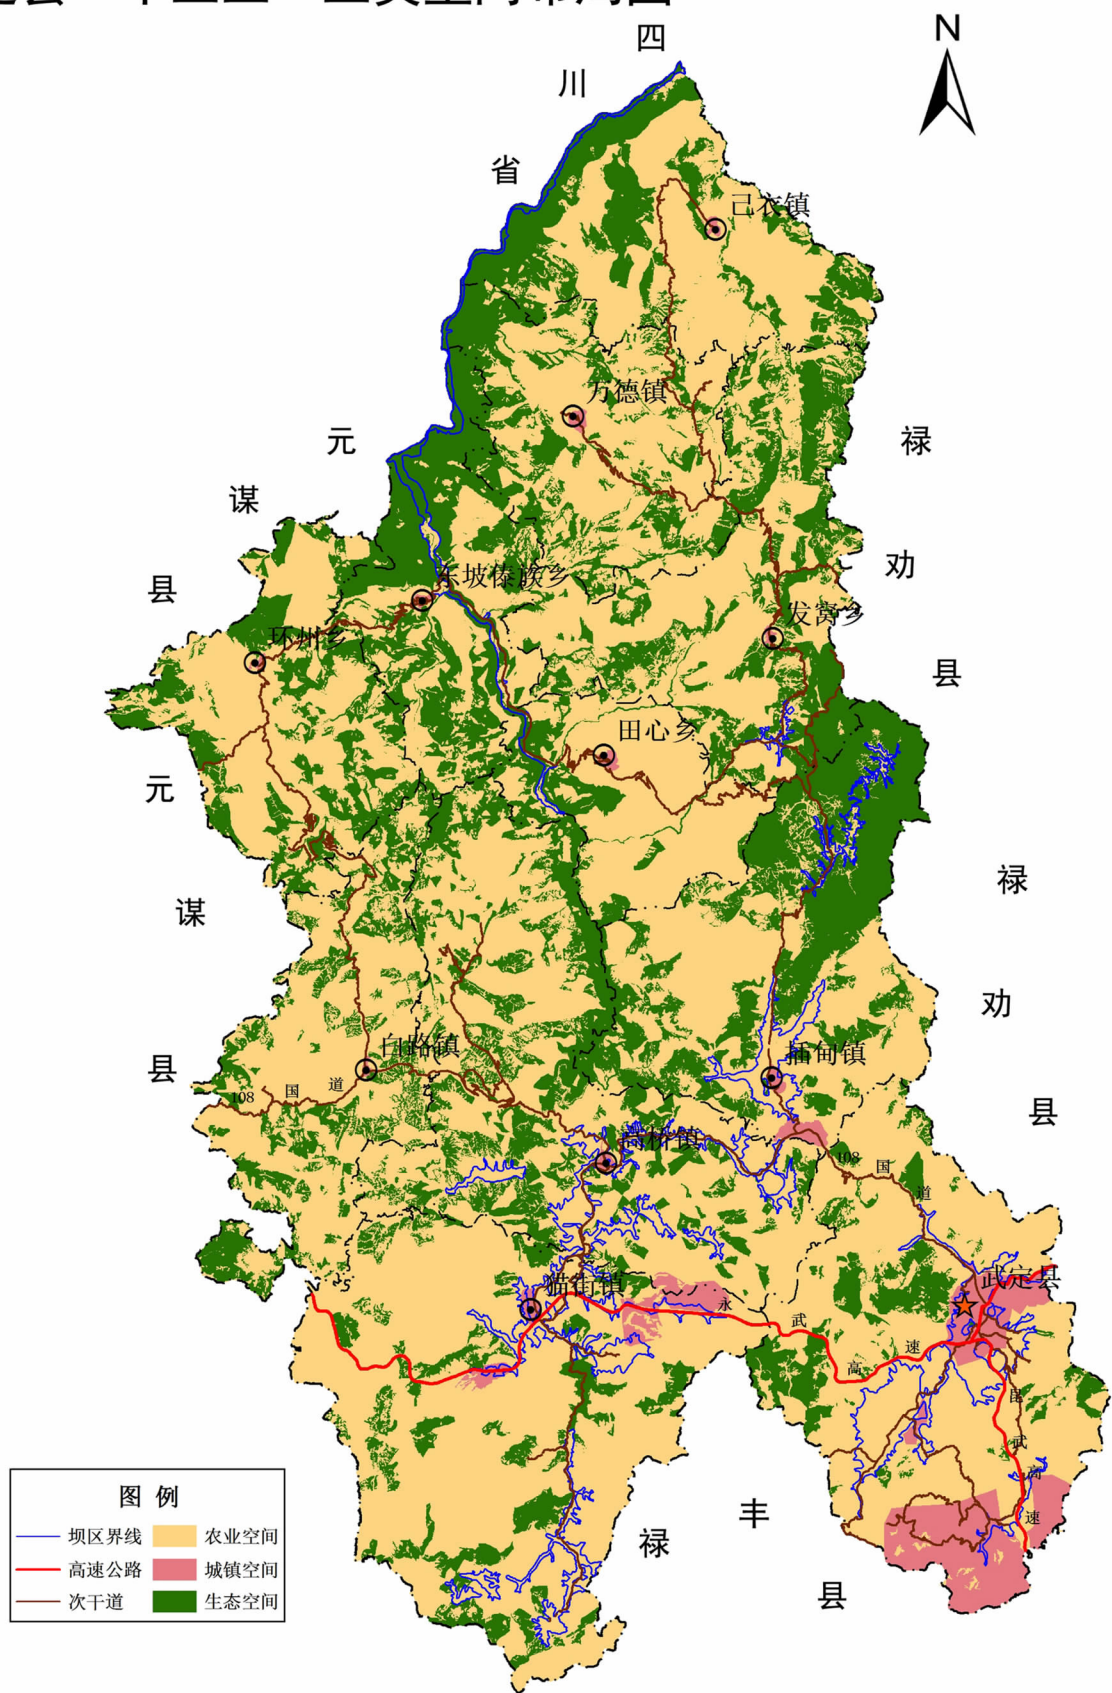 四
川
省
N
己衣镇
万德镇
元
谋
县
禄
劝
县
东坡傣族乡
环州乡
发窝乡
田心乡
元
谋
县
禄
劝
县
白路镇
插甸镇
108 国 道
高桥镇
108 国 道
猫街镇
武定县
永 武 高 速
昆 武 高 速
禄 丰 县
图 例
坝区界线 农业空间
高速公路 城镇空间
次干道 生态空间